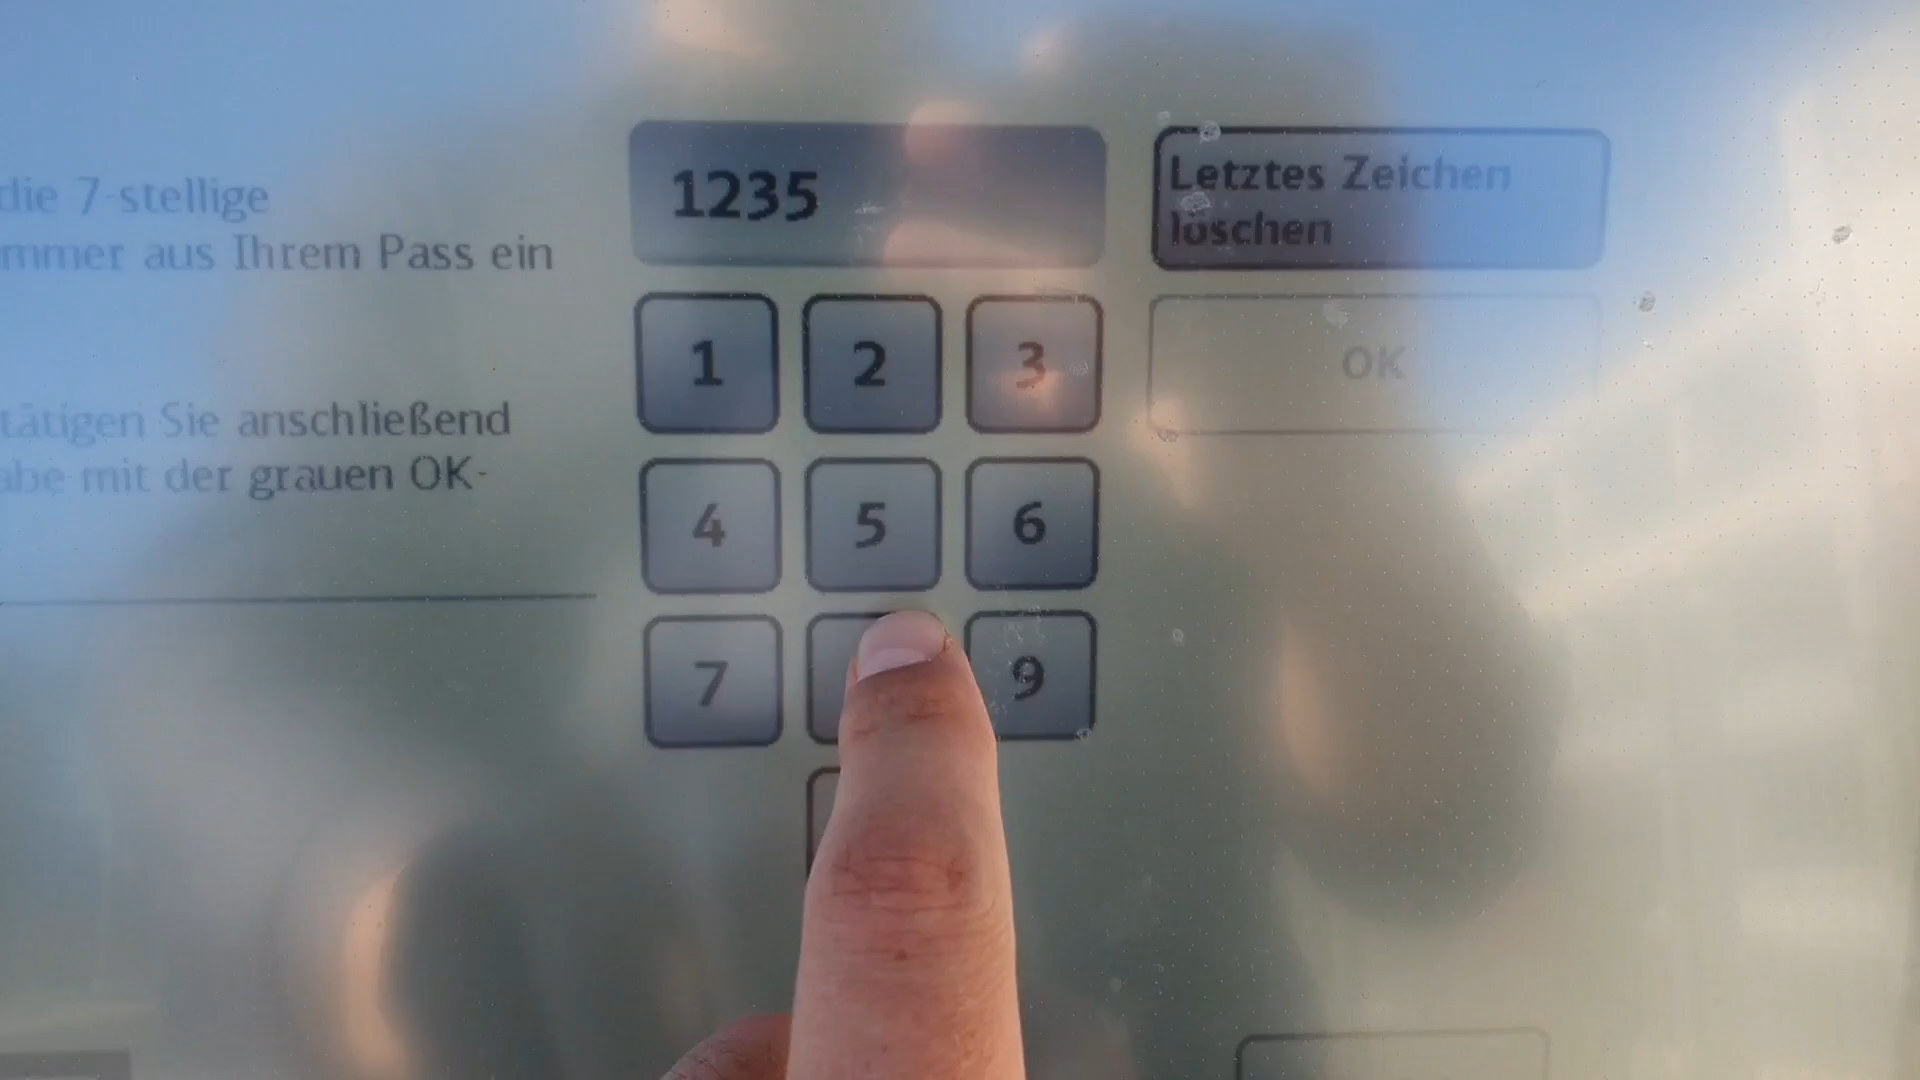 die 7-stellige
mmer aus Ihrem Pass ein
tätigen Sie anschließend
abe mit der grauen OK-
1235
Letztes Zeichen
löschen
1 2 3
OK
4 5 6
7 9